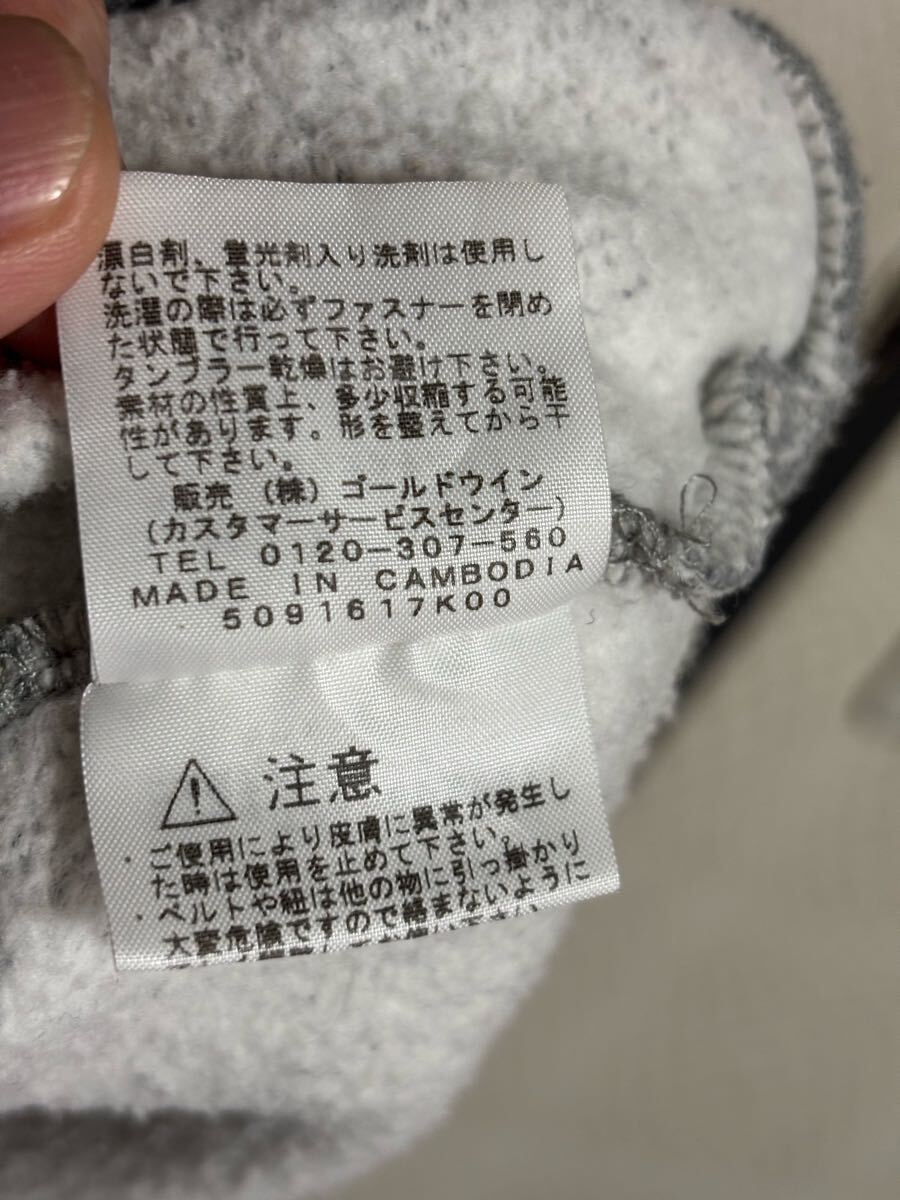 漂白剤、蛍光剤入り洗剤は使用し
ないで下さい。
洗濯の際は必ずファスナーを閉め
た状態で行って下さい。
タンブラー乾燥はお避け下さい。
素材の性質上、多少収縮する可能
性があります。形を整えてから干
して下さい。
販売 (株) ゴールドウイン
(カスタマーサービスセンター)
TEL 0120-307-560
MADE IN CAMBODIA
5091617K00
注意
・ご使用により皮膚に異常が発生し
た時は使用を止めて下さい。
・ベルトや紐は他の物に引っ掛かり
大変危険ですので絡まないように